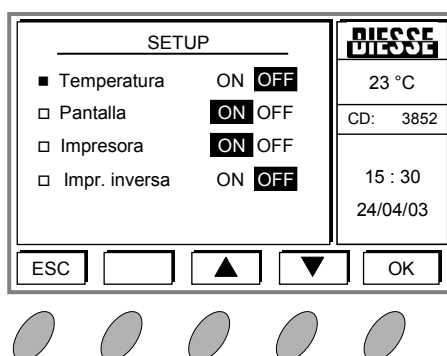 SETUP
■ Temperatura ON OFF
□ Pantalla ON OFF
□ Impresora ON OFF
□ Impr. inversa ON OFF
DIESSE
23 °C
CD: 3852
15 : 30
24/04/03
ESC ▲ ▼ OK